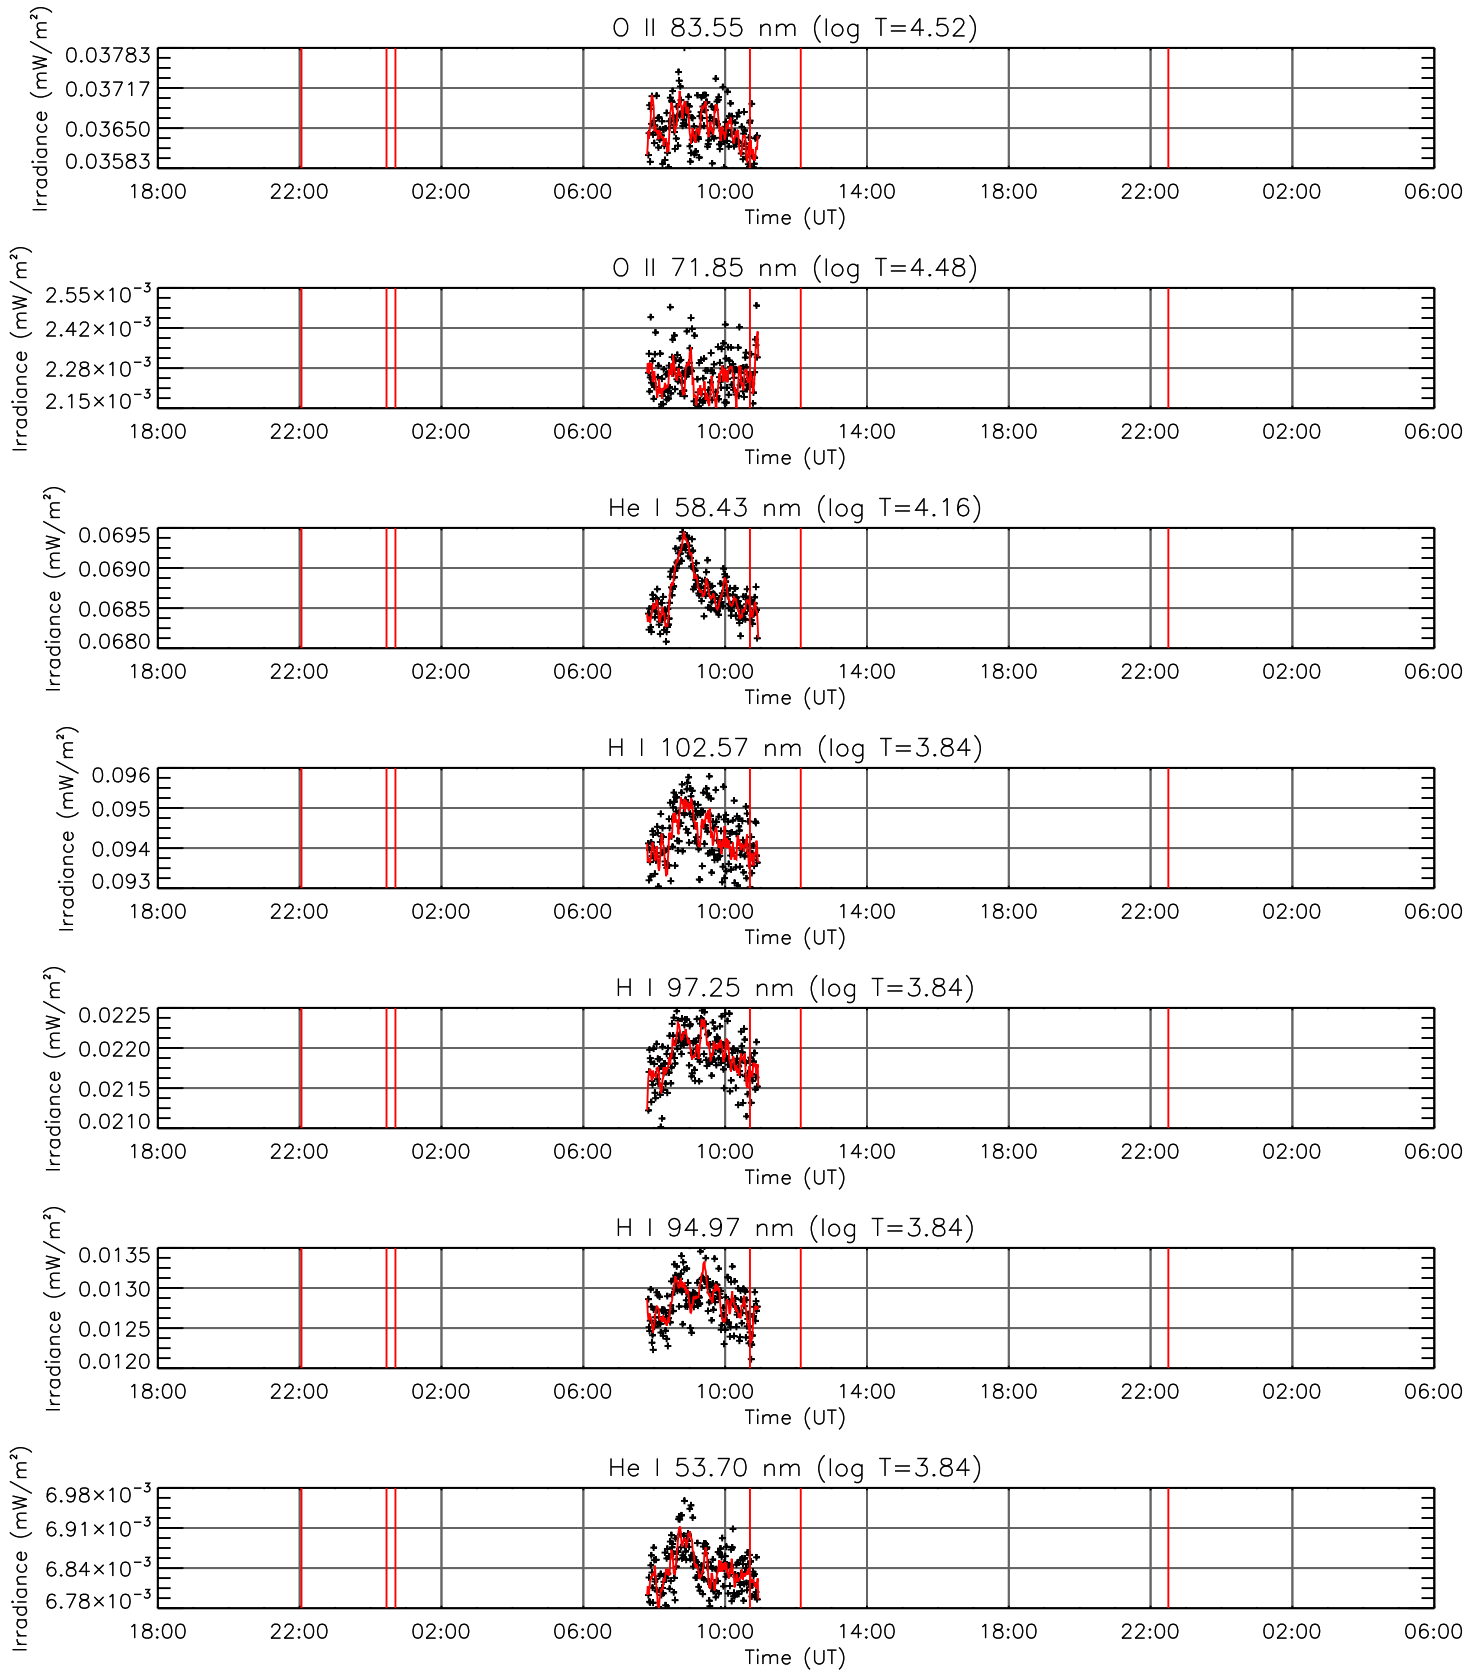 O II 83.55 nm (log T=4.52)
Irradiance (mW/m²)
0.03783
0.03717
0.03650
0.03583
18:00 22:00 02:00 06:00 10:00 14:00 18:00 22:00 02:00 06:00
Time (UT)
O II 71.85 nm (log T=4.48)
Irradiance (mW/m²)
2.55×10⁻³
2.42×10⁻³
2.28×10⁻³
2.15×10⁻³
18:00 22:00 02:00 06:00 10:00 14:00 18:00 22:00 02:00 06:00
Time (UT)
He I 58.43 nm (log T=4.16)
Irradiance (mW/m²)
0.0695
0.0690
0.0685
0.0680
18:00 22:00 02:00 06:00 10:00 14:00 18:00 22:00 02:00 06:00
Time (UT)
H I 102.57 nm (log T=3.84)
Irradiance (mW/m²)
0.096
0.095
0.094
0.093
18:00 22:00 02:00 06:00 10:00 14:00 18:00 22:00 02:00 06:00
Time (UT)
H I 97.25 nm (log T=3.84)
Irradiance (mW/m²)
0.0225
0.0220
0.0215
0.0210
18:00 22:00 02:00 06:00 10:00 14:00 18:00 22:00 02:00 06:00
Time (UT)
H I 94.97 nm (log T=3.84)
Irradiance (mW/m²)
0.0135
0.0130
0.0125
0.0120
18:00 22:00 02:00 06:00 10:00 14:00 18:00 22:00 02:00 06:00
Time (UT)
He I 53.70 nm (log T=3.84)
Irradiance (mW/m²)
6.98×10⁻³
6.91×10⁻³
6.84×10⁻³
6.78×10⁻³
18:00 22:00 02:00 06:00 10:00 14:00 18:00 22:00 02:00 06:00
Time (UT)